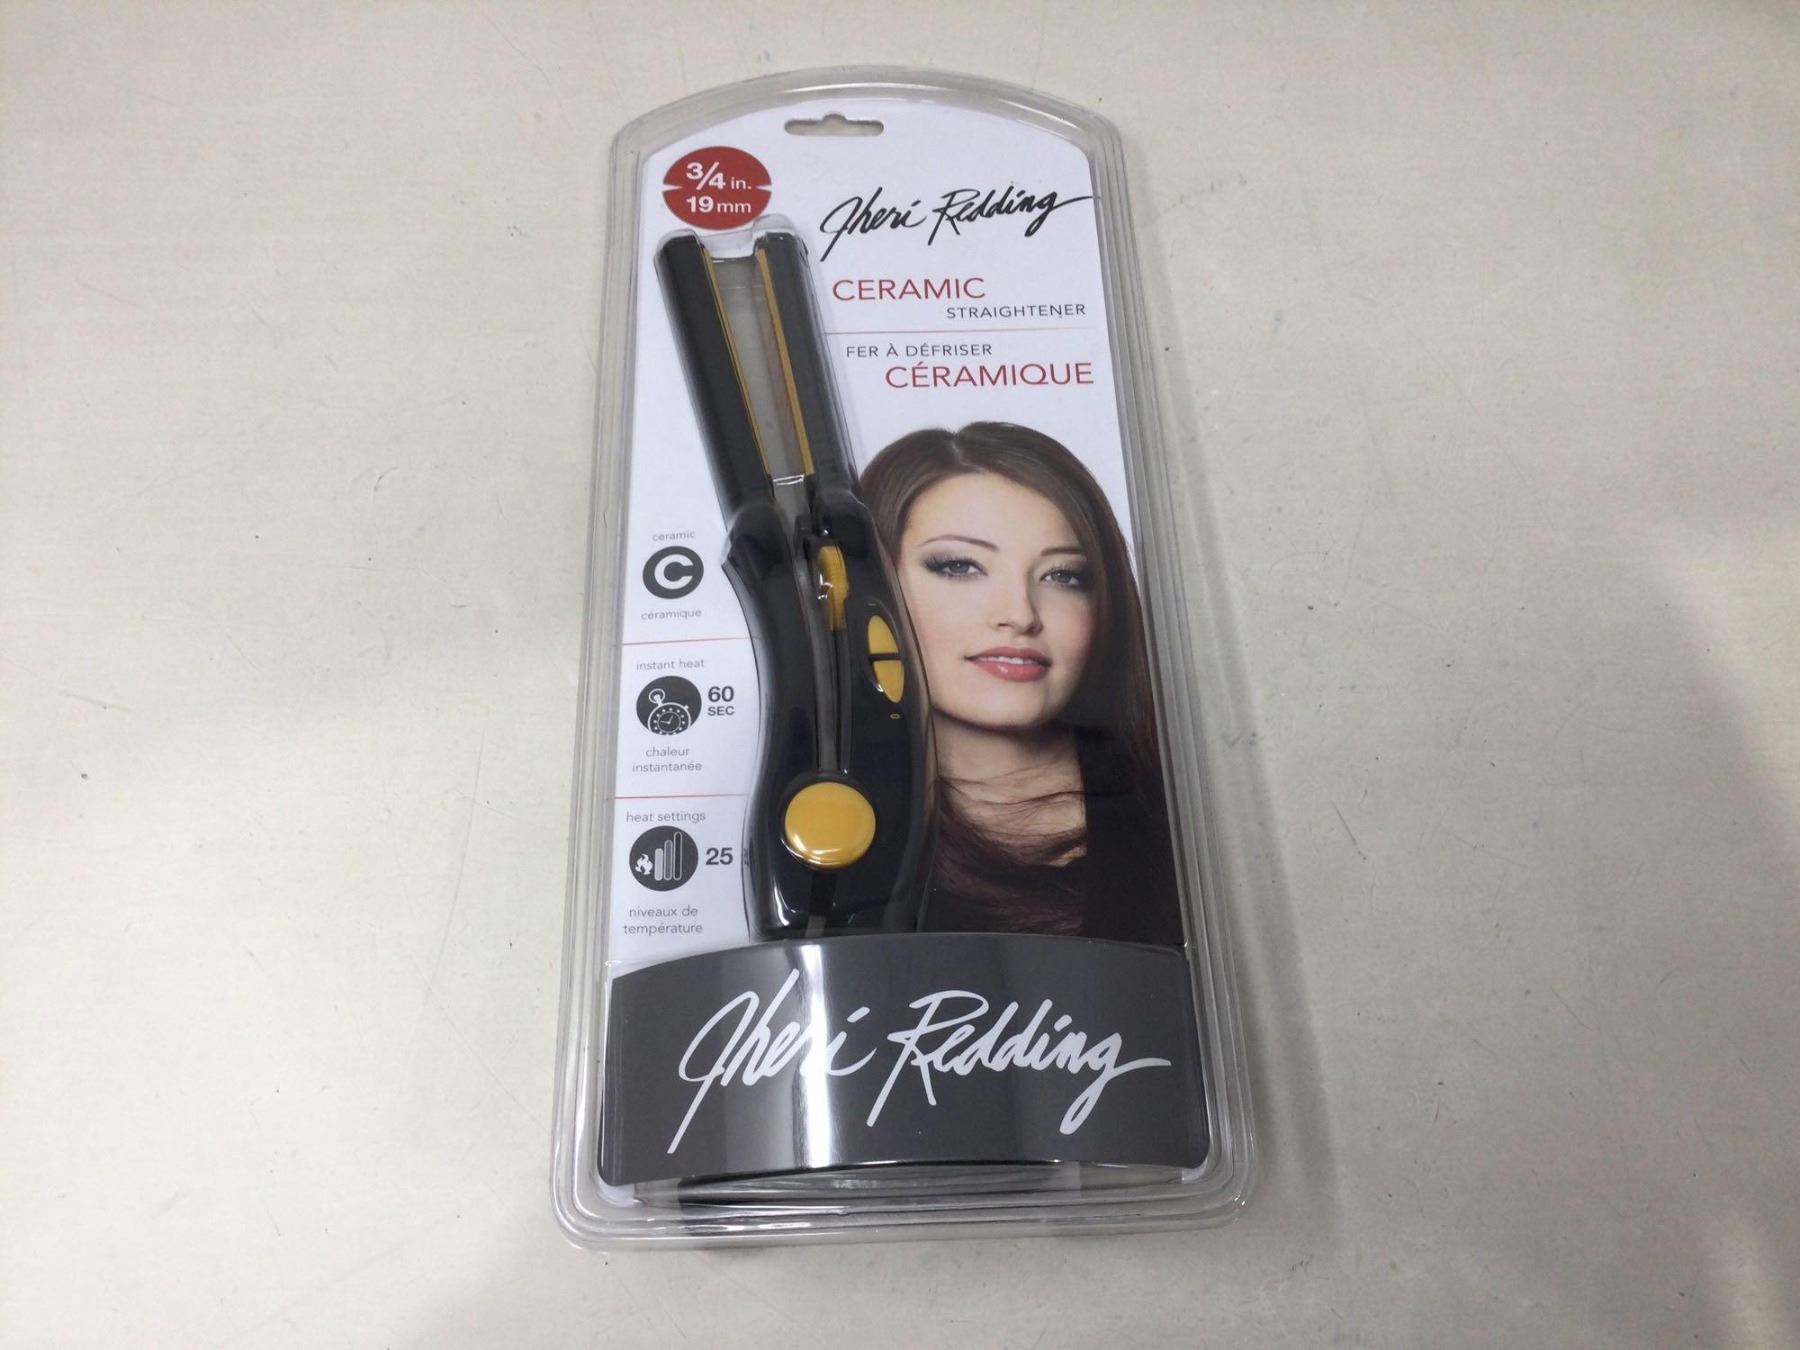 3/4 in.
19 mm
Jheri Redding
CERAMIC
STRAIGHTENER
FER À DÉFRISER
CÉRAMIQUE
ceramic
C
céramique
instant heat
60
SEC
chaleur
instantanée
heat settings
25
niveaux de
température
Jheri Redding